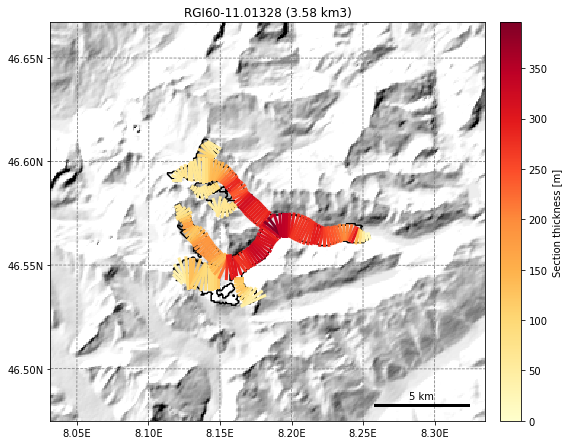 RGI60-11.01328 (3.58 km3)
46.65N
46.60N
46.55N
46.50N
8.05E
8.10E
8.15E
8.20E
8.25E
8.30E
5 km
350
300
250
200
150
100
50
0
Section thickness [m]